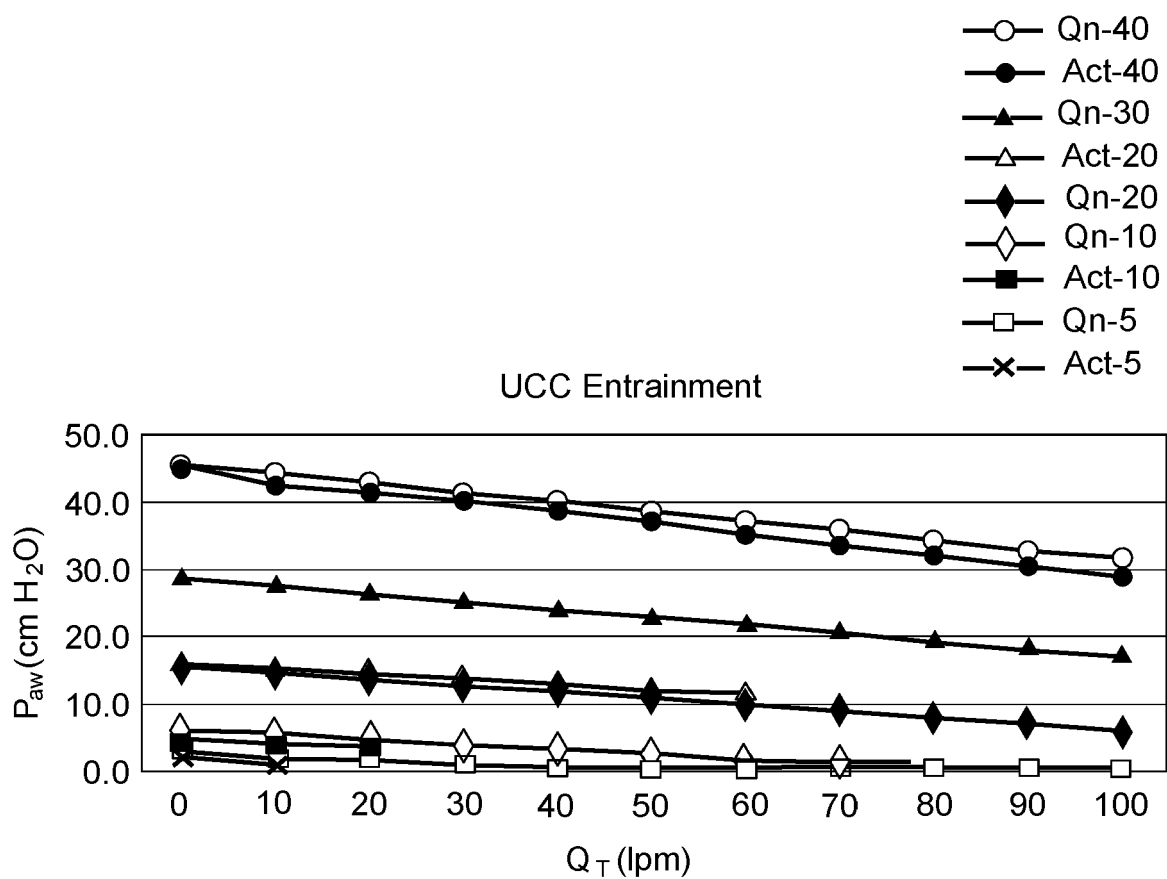 Qn-40
Act-40
Qn-30
Act-20
Qn-20
Qn-10
Act-10
Qn-5
Act-5
UCC Entrainment
50.0
40.0
30.0
20.0
10.0
0.0
P aw (cm H2O)
0 10 20 30 40 50 60 70 80 90 100
Q T (lpm)